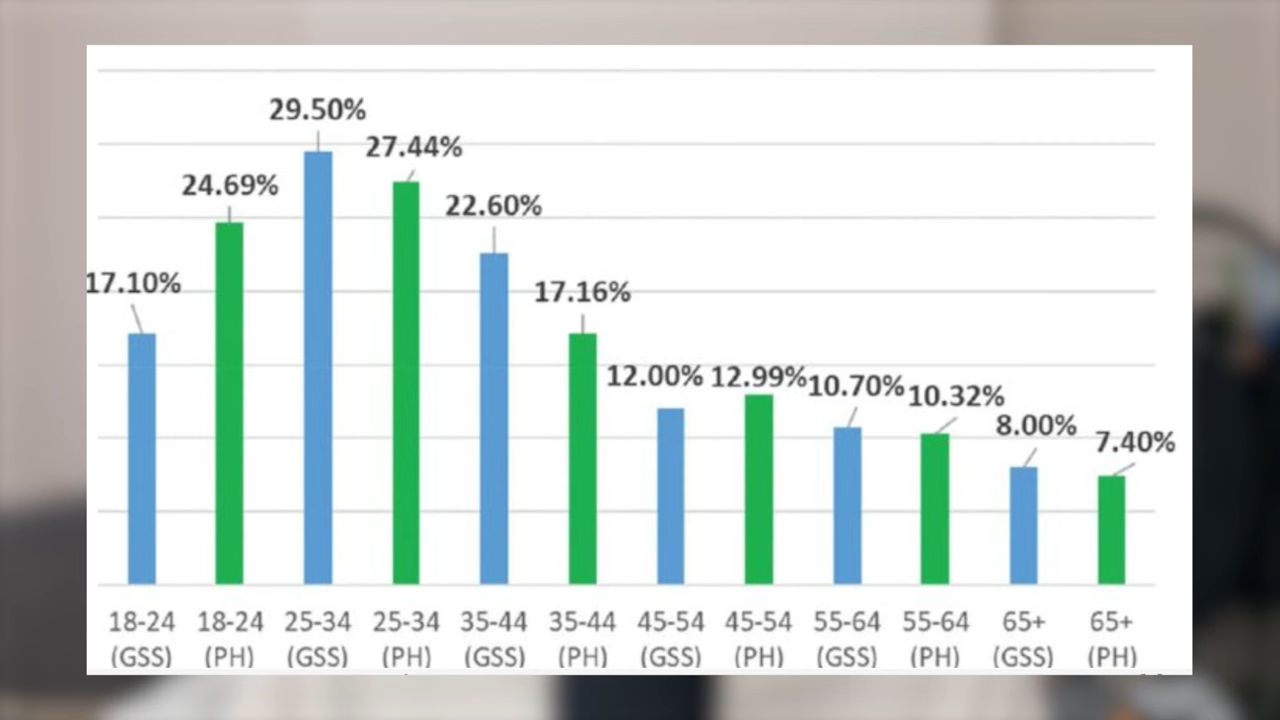 29.50%
27.44%
24.69%
22.60%
17.10%
17.16%
12.00% 12.99% 10.70% 10.32%
8.00% 7.40%
18-24 18-24 25-34 25-34 35-44 35-44 45-54 45-54 55-64 55-64 65+ 65+
(GSS) (PH) (GSS) (PH) (GSS) (PH) (GSS) (PH) (GSS) (PH) (GSS) (PH)